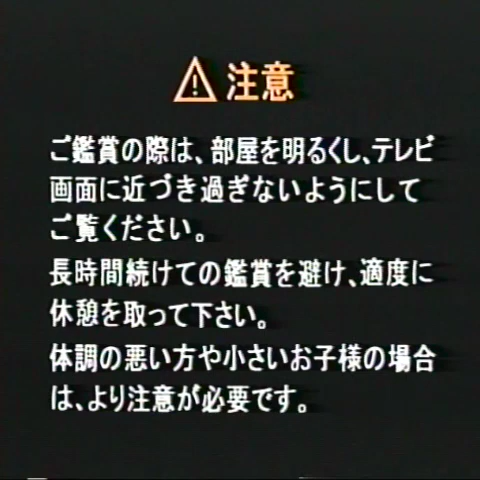 注意
ご鑑賞の際は、部屋を明るくし、テレビ
画面に近づき過ぎないようにして
ご覧ください。
長時間続けての鑑賞を避け、適度に
休憩を取って下さい。
体調の悪い方や小さいお子様の場合
は、より注意が必要です。